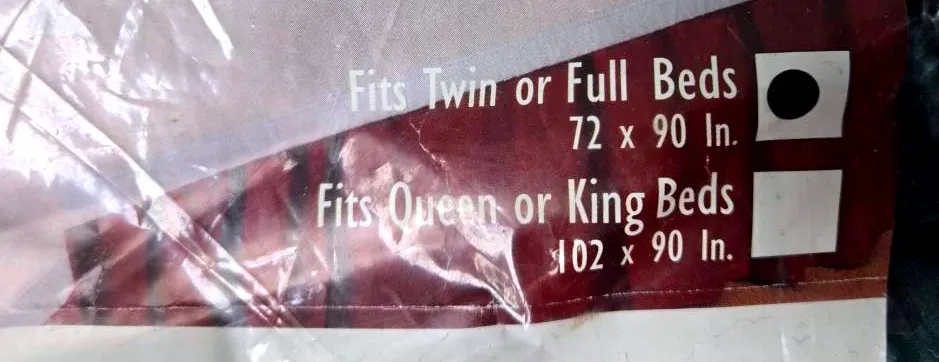 Fits Twin or Full Beds
72 x 90 In.
Fits Queen or King Beds
102 x 90 In.